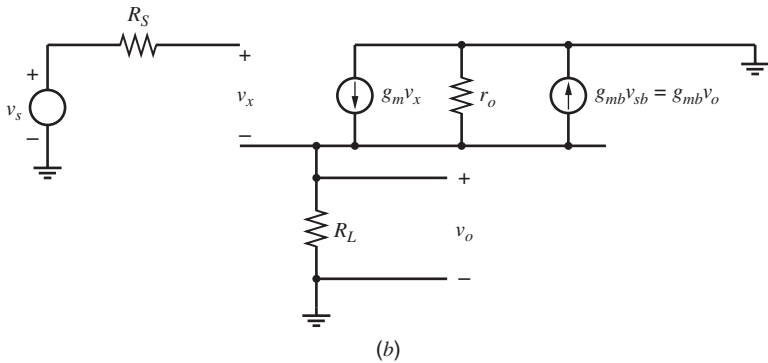 R_S
+
v_s
−
+
v_x
−
g_m v_x
r_o
g_mb v_sb = g_mb v_o
R_L
+
v_o
−
(b)